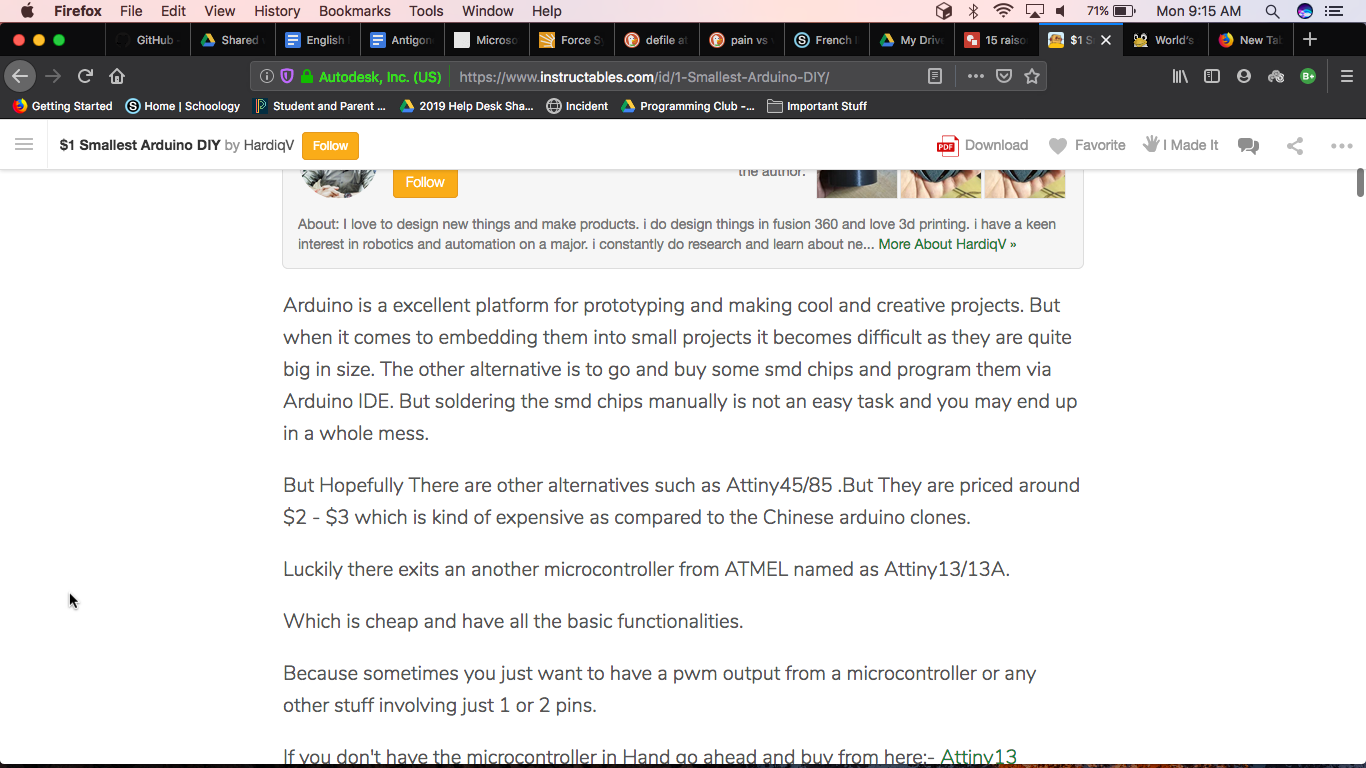 Firefox File Edit View History Bookmarks Tools Window Help 71% Mon 9:15 AM
GitHub Shared English Antigon Microso Force S defile a pain vs French My Drive 15 raiso $1 S World's New Ta
Autodesk, Inc. (US) https://www.instructables.com/id/1-Smallest-Arduino-DIY/
Getting Started Home | Schoology Student and Parent ... 2019 Help Desk Sha... Incident Programming Club -... Important Stuff
$1 Smallest Arduino DIY by HardiqV Follow PDF Download Favorite I Made It
Follow the author.
About: I love to design new things and make products. i do design things in fusion 360 and love 3d printing. i have a keen
interest in robotics and automation on a major. i constantly do research and learn about ne... More About HardiqV »
Arduino is a excellent platform for prototyping and making cool and creative projects. But
when it comes to embedding them into small projects it becomes difficult as they are quite
big in size. The other alternative is to go and buy some smd chips and program them via
Arduino IDE. But soldering the smd chips manually is not an easy task and you may end up
in a whole mess.
But Hopefully There are other alternatives such as Attiny45/85 .But They are priced around
$2 - $3 which is kind of expensive as compared to the Chinese arduino clones.
Luckily there exits an another microcontroller from ATMEL named as Attiny13/13A.
Which is cheap and have all the basic functionalities.
Because sometimes you just want to have a pwm output from a microcontroller or any
other stuff involving just 1 or 2 pins.
If you don't have the microcontroller in Hand go ahead and buy from here:- Attiny13